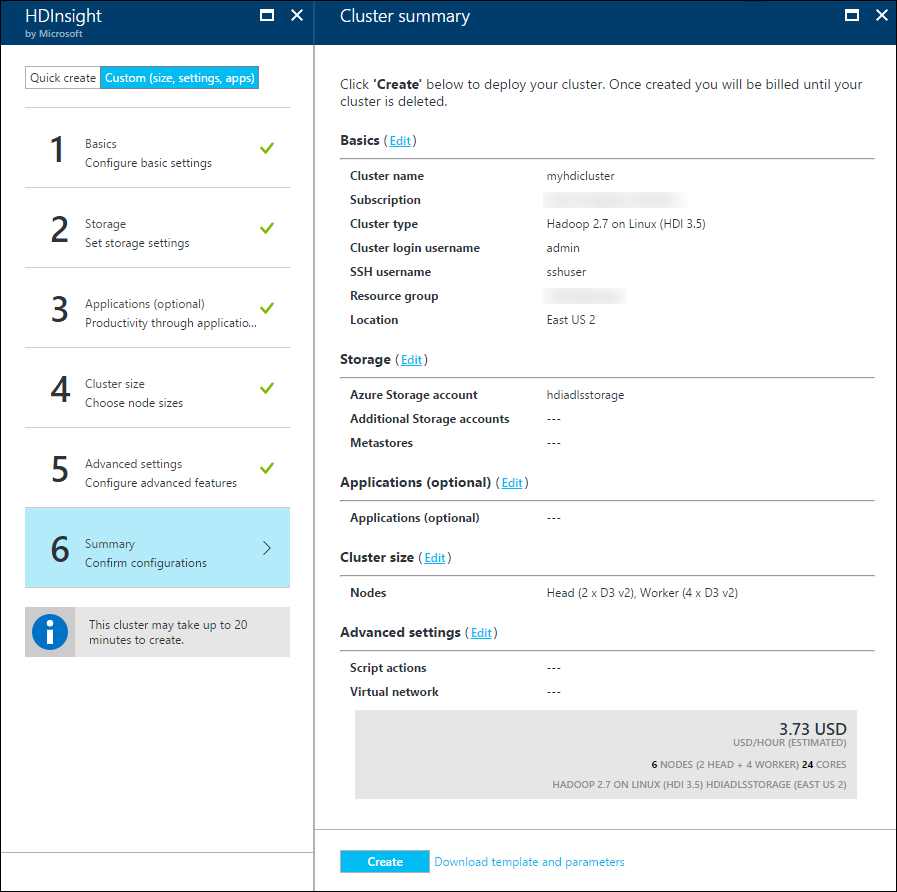 HDInsight
by Microsoft
Quick create
Custom (size, settings, apps)
1
Basics
Configure basic settings
2
Storage
Set storage settings
3
Applications (optional)
Productivity through applicatio...
4
Cluster size
Choose node sizes
5
Advanced settings
Configure advanced features
6
Summary
Confirm configurations
This cluster may take up to 20
minutes to create.
Cluster summary
Click 'Create' below to deploy your cluster. Once created you will be billed until your
cluster is deleted.
Basics (Edit)
Cluster name myhdicluster
Subscription
Cluster type Hadoop 2.7 on Linux (HDI 3.5)
Cluster login username admin
SSH username sshuser
Resource group
Location East US 2
Storage (Edit)
Azure Storage account hdiadlsstorage
Additional Storage accounts ---
Metastores ---
Applications (optional) (Edit)
Applications (optional) ---
Cluster size (Edit)
Nodes Head (2 x D3 v2), Worker (4 x D3 v2)
Advanced settings (Edit)
Script actions ---
Virtual network ---
3.73 USD
USD/HOUR (ESTIMATED)
6 NODES (2 HEAD + 4 WORKER) 24 CORES
HADOOP 2.7 ON LINUX (HDI 3.5) HDIADLSSTORAGE (EAST US 2)
Create
Download template and parameters